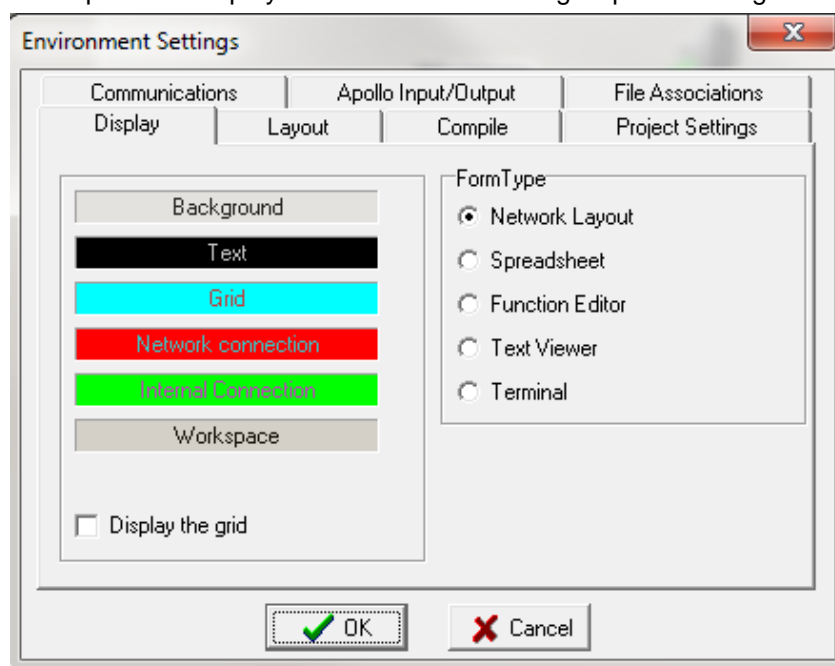 Environment Settings
Communications Apollo Input/Output File Associations
Display Layout Compile Project Settings
Background
Text
Grid
Network connection
Internal Connection
Workspace
Display the grid
FormType
Network Layout
Spreadsheet
Function Editor
Text Viewer
Terminal
OK Cancel